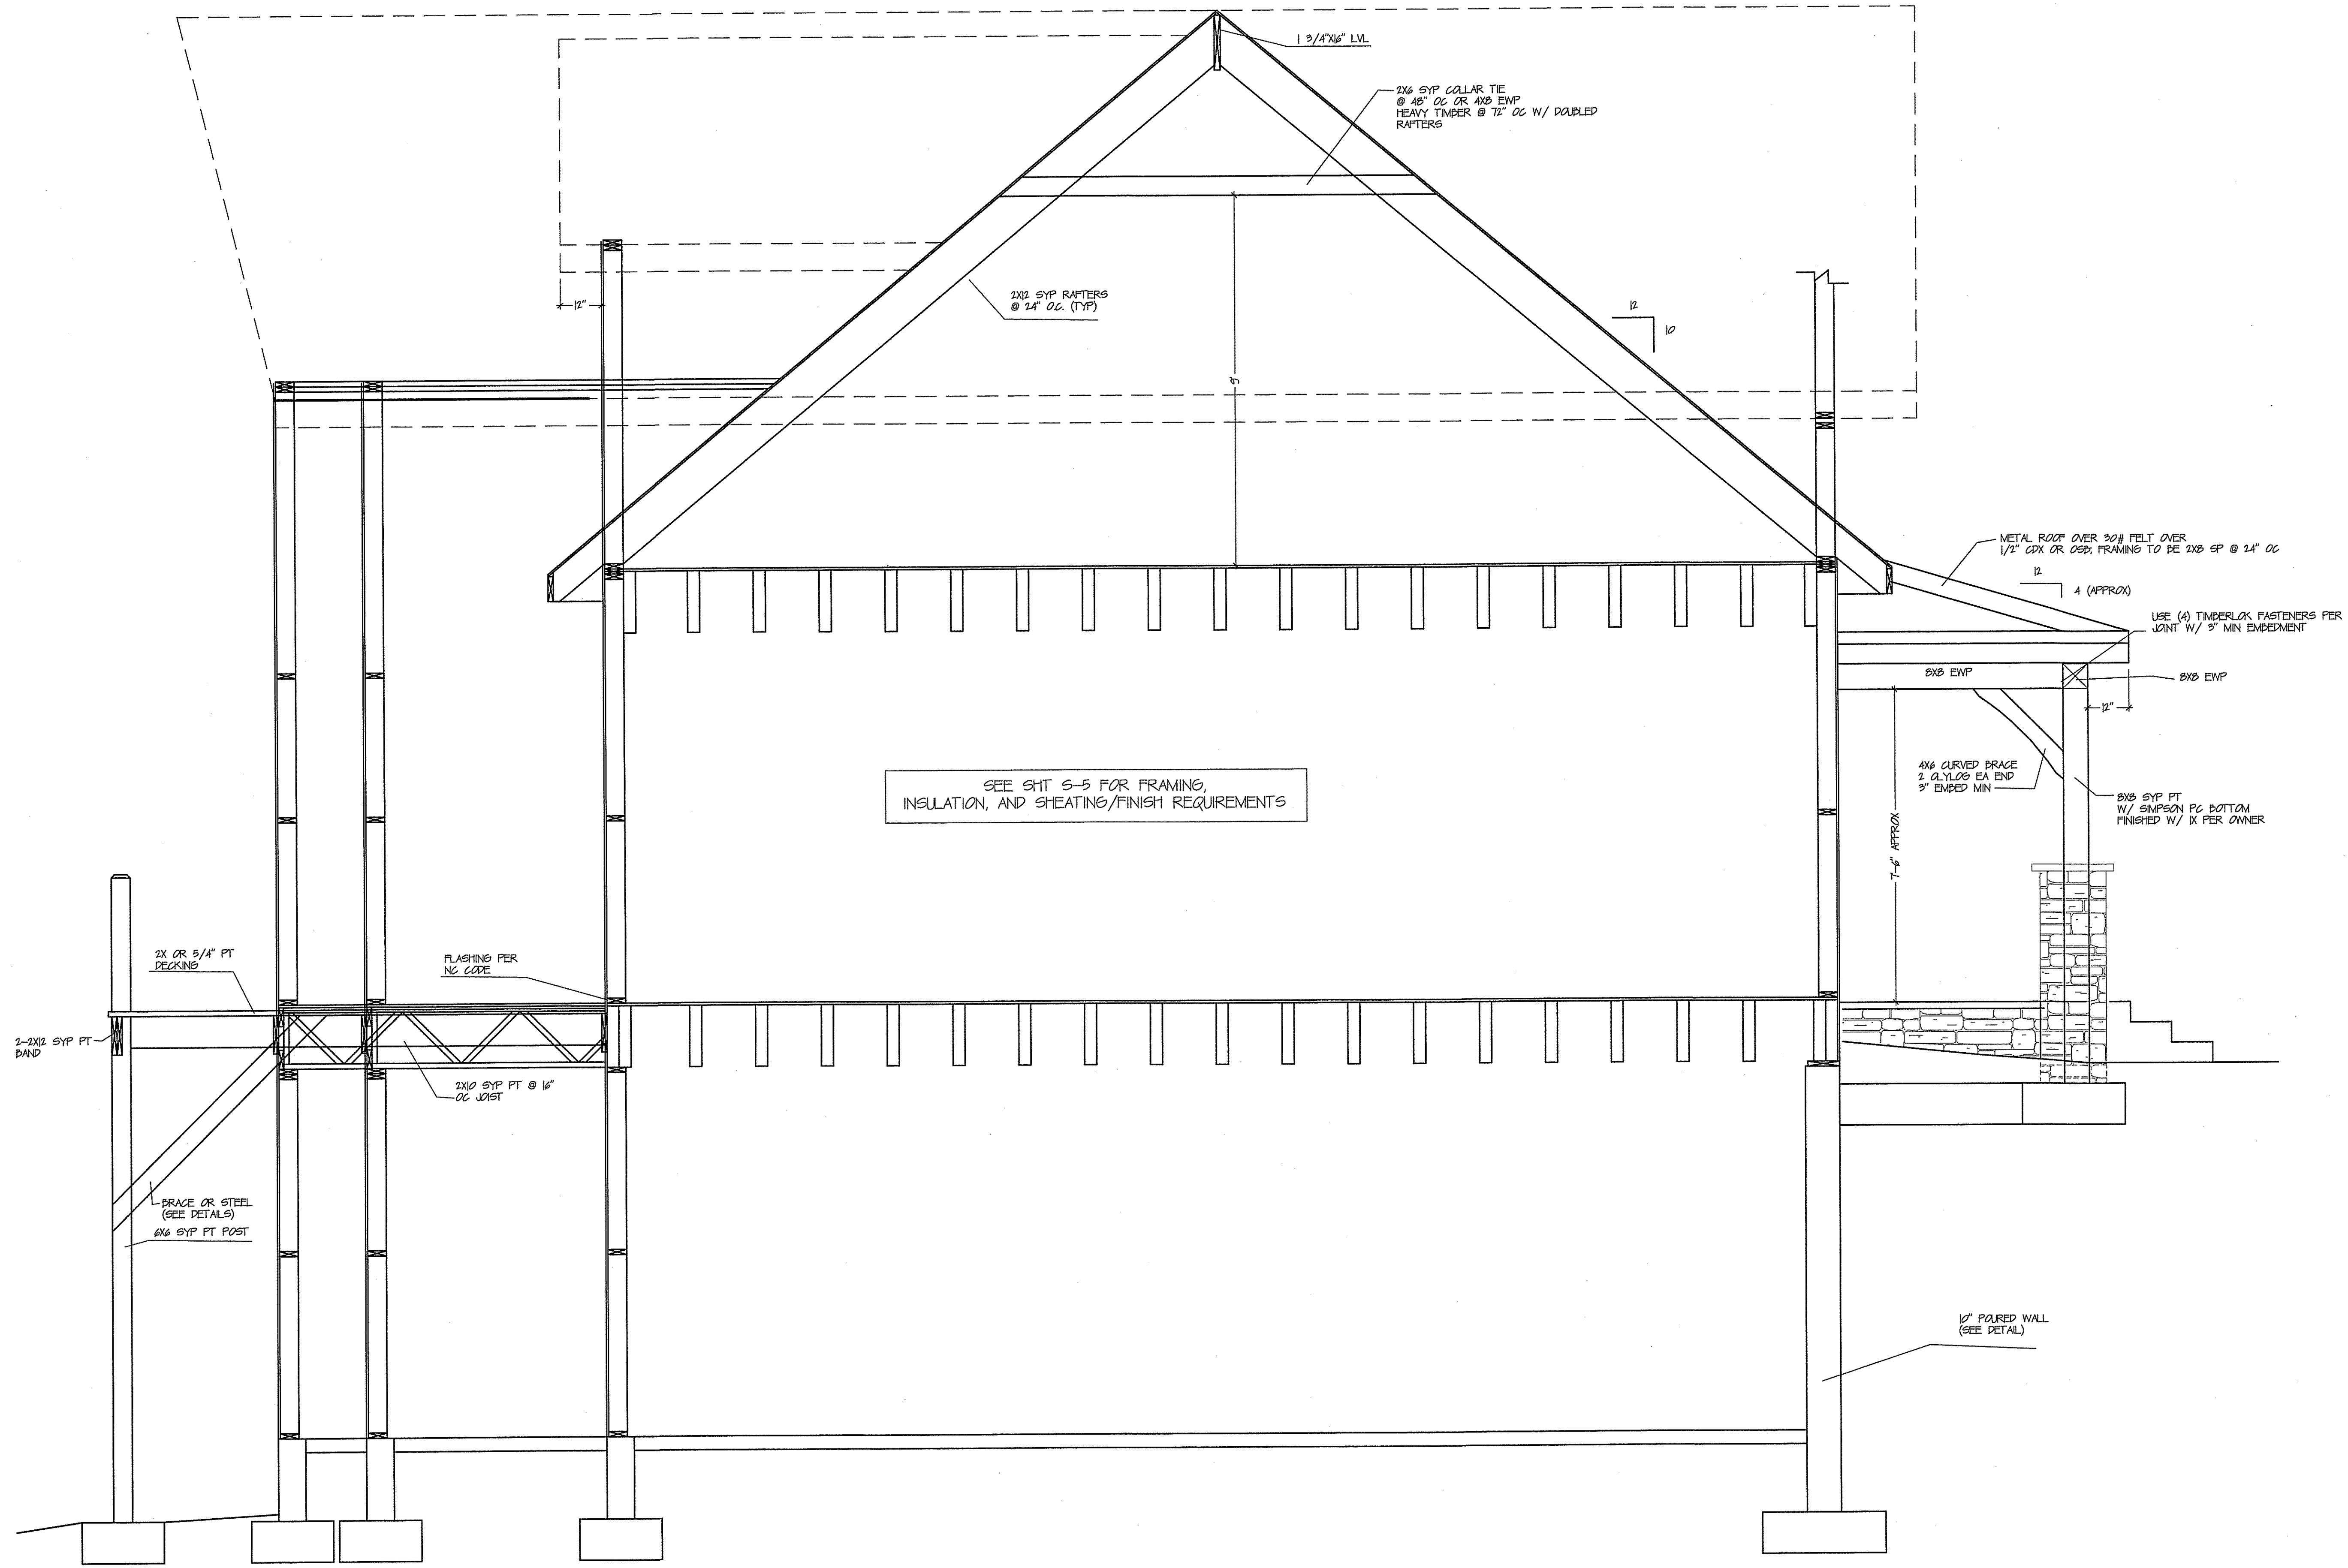 1 3/4"X16" LVL
2X6 SYP COLLAR TIE
@ 48" OC OR 4X8 EWP
HEAVY TIMBER @ 72" OC W/ DOUBLED
RAFTERS
2X12 SYP RAFTERS
@ 24" O.C. (TYP)
12"
12
10
9'
METAL ROOF OVER 30# FELT OVER
1/2" CDX OR OSB; FRAMING TO BE 2X8 SP @ 24" OC
12
4 (APPROX)
USE (4) TIMBERLOK FASTENERS PER
JOINT W/ 3" MIN EMBEDMENT
8X8 EWP
8X8 EWP
12"
4X6 CURVED BRACE
2 OLYLOG EA END
3" EMBED MIN
8X8 SYP PT
W/ SIMPSON PC BOTTOM
FINISHED W/ 1X PER OWNER
7'-6" APPROX
SEE SHT S-5 FOR FRAMING,
INSULATION, AND SHEATING/FINISH REQUIREMENTS
2X OR 5/4" PT
DECKING
FLASHING PER
NC CODE
2-2X12 SYP PT
BAND
2X10 SYP PT @ 16"
OC JOIST
BRACE OR STEEL
(SEE DETAILS)
6X6 SYP PT POST
10" POURED WALL
(SEE DETAIL)